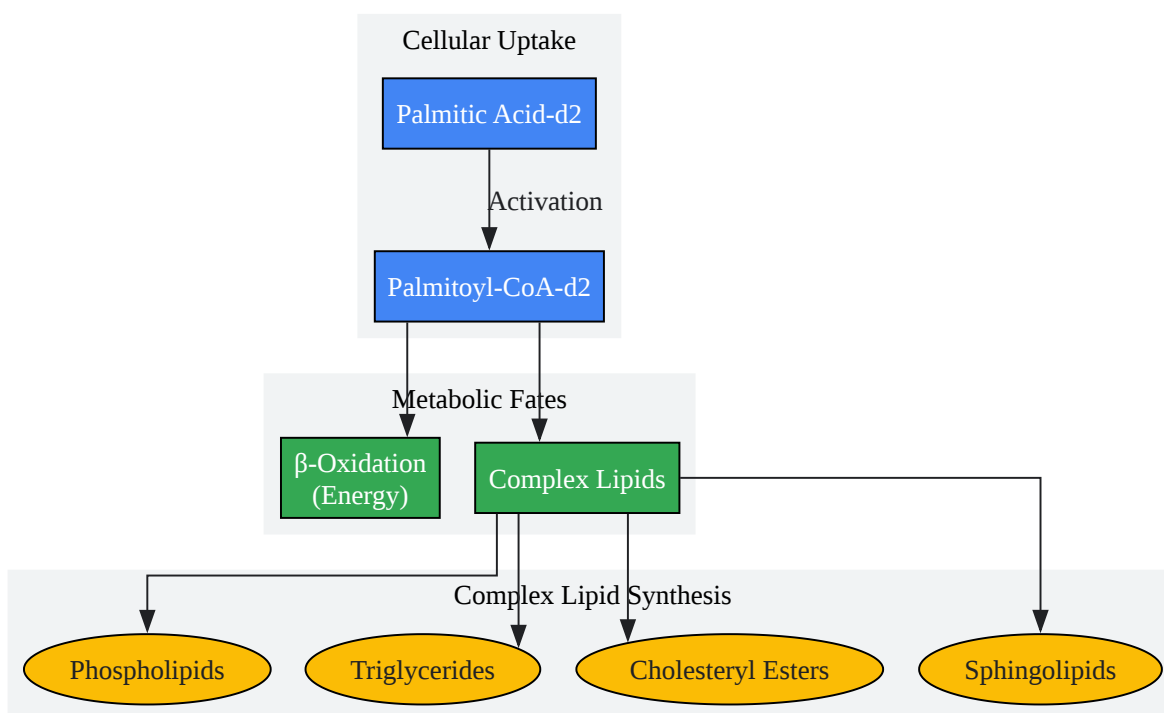 Cellular Uptake
Palmitic Acid-d2
Activation
Palmitoyl-CoA-d2
Metabolic Fates
β-Oxidation
(Energy)
Complex Lipids
Complex Lipid Synthesis
Phospholipids
Triglycerides
Cholesteryl Esters
Sphingolipids